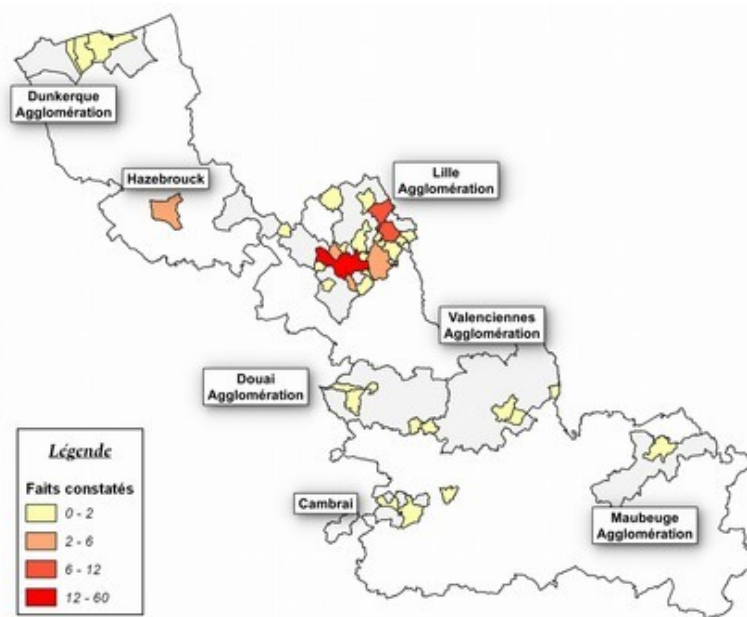 Dunkerque
Agglomération
Hazebrouck
Lille
Agglomération
Valenciennes
Agglomération
Douai
Agglomération
Cambrai
Maubeuge
Agglomération
Légende
Faits constatés
0 - 2
2 - 6
6 - 12
12 - 60